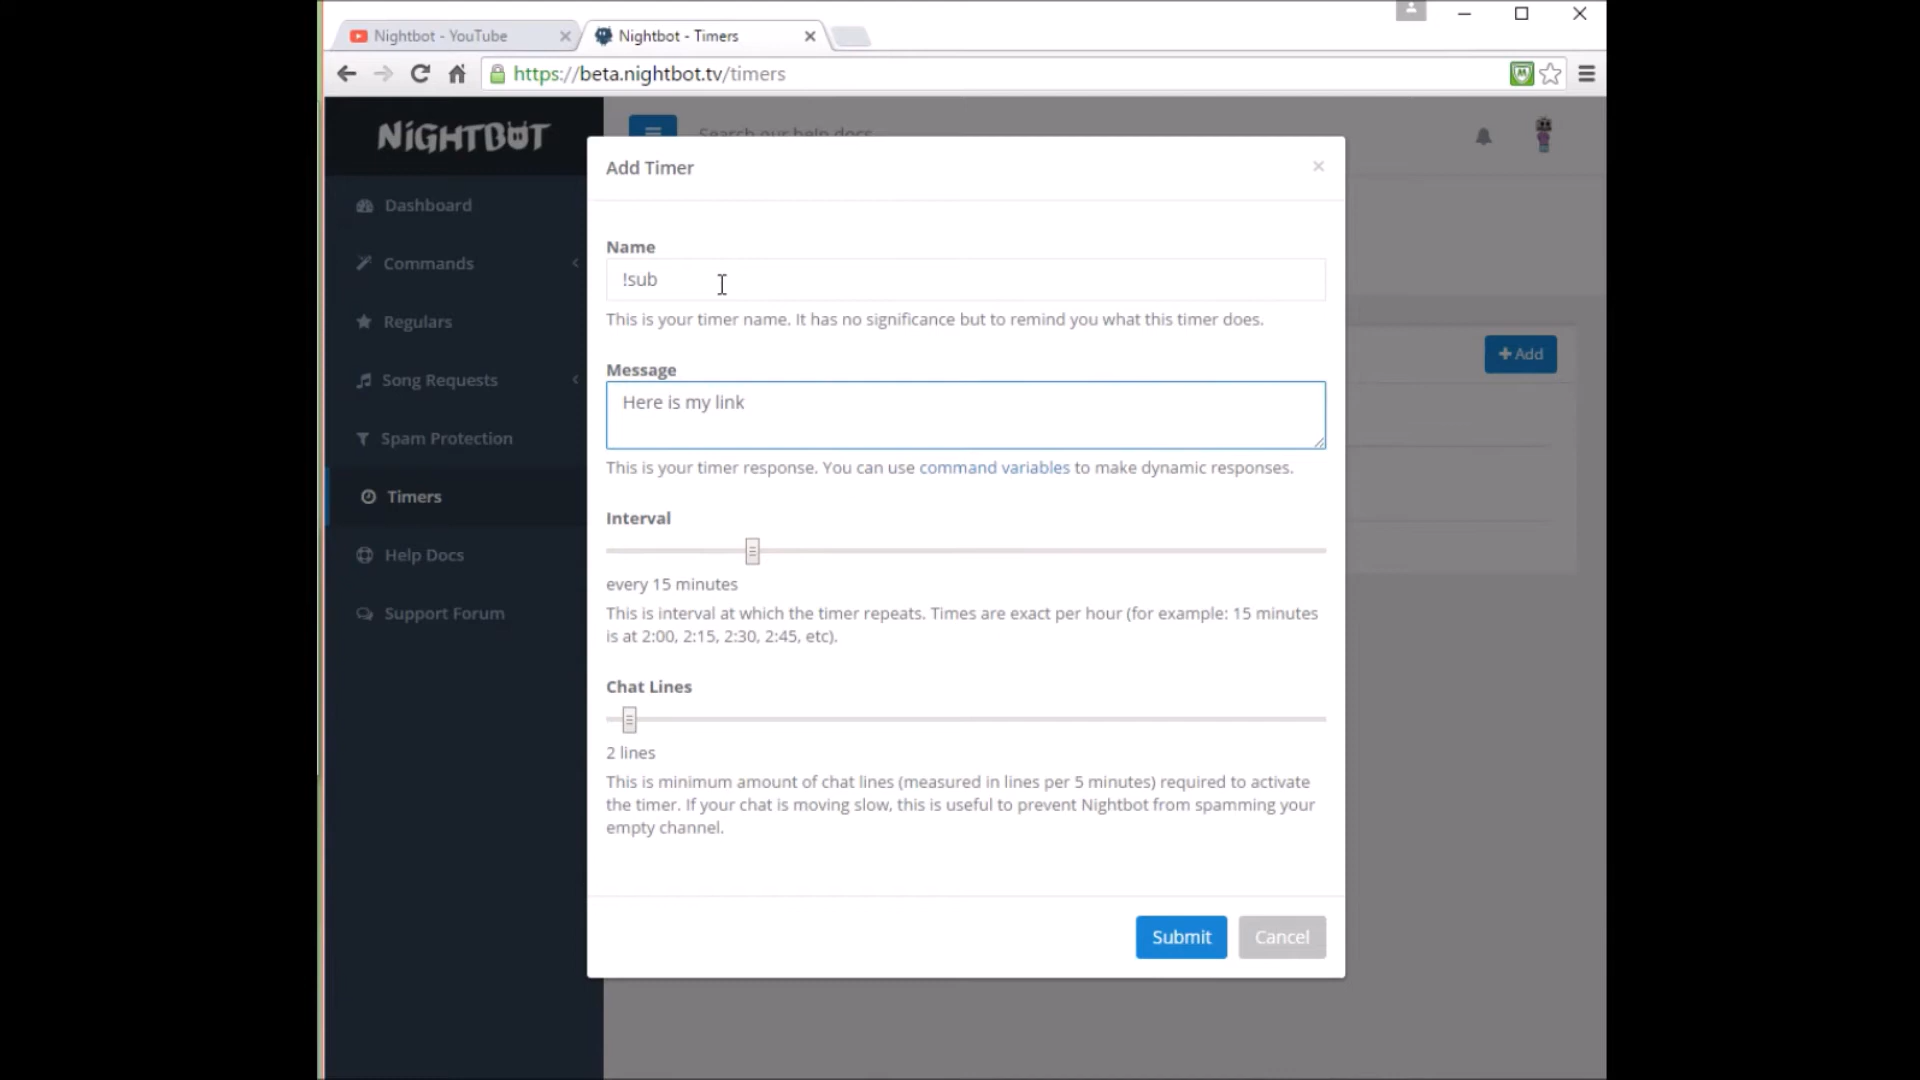 Nightbot - YouTube
Nightbot - Timers
https://beta.nightbot.tv/timers
NIGHTBOT
Search our help docs
Dashboard
Commands
Regulars
Song Requests
Spam Protection
Timers
Help Docs
Support Forum
+ Add
Add Timer
Name
!sub
This is your timer name. It has no significance but to remind you what this timer does.
Message
Here is my link
This is your timer response. You can use command variables to make dynamic responses.
Interval
every 15 minutes
This is interval at which the timer repeats. Times are exact per hour (for example: 15 minutes
is at 2:00, 2:15, 2:30, 2:45, etc).
Chat Lines
2 lines
This is minimum amount of chat lines (measured in lines per 5 minutes) required to activate
the timer. If your chat is moving slow, this is useful to prevent Nightbot from spamming your
empty channel.
Submit
Cancel